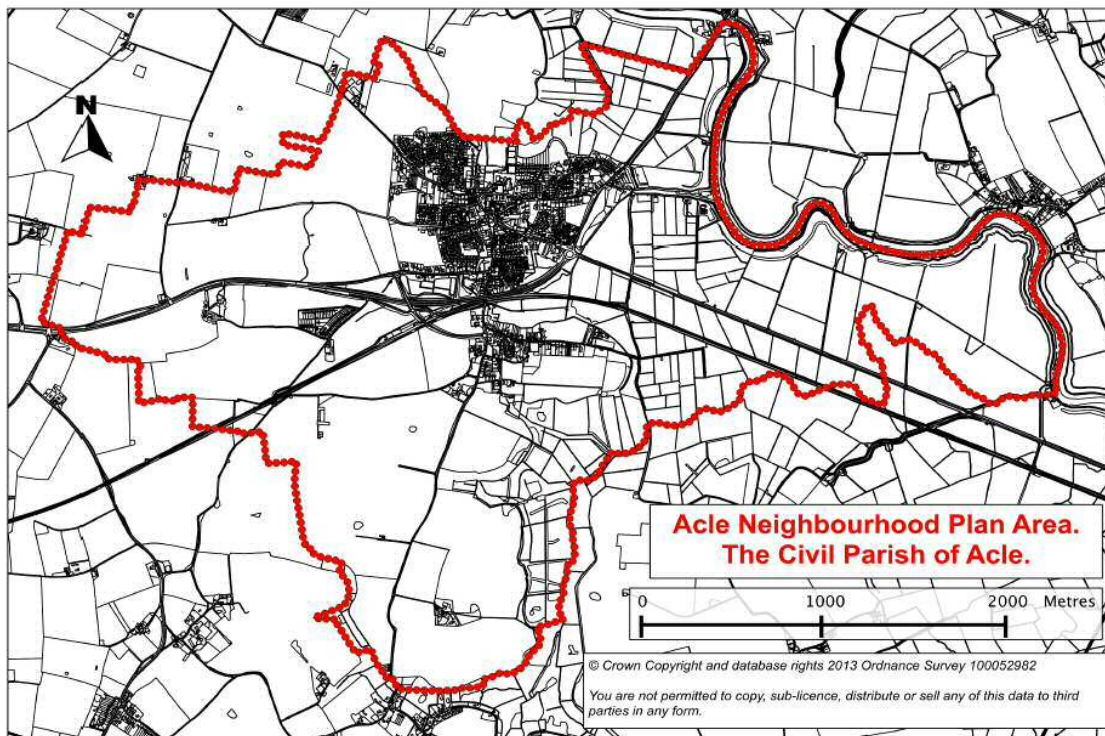 N
Acle Neighbourhood Plan Area.
The Civil Parish of Acle.
0 1000 2000 Metres
© Crown Copyright and database rights 2013 Ordnance Survey 100052982
You are not permitted to copy, sub-licence, distribute or sell any of this data to third
parties in any form.